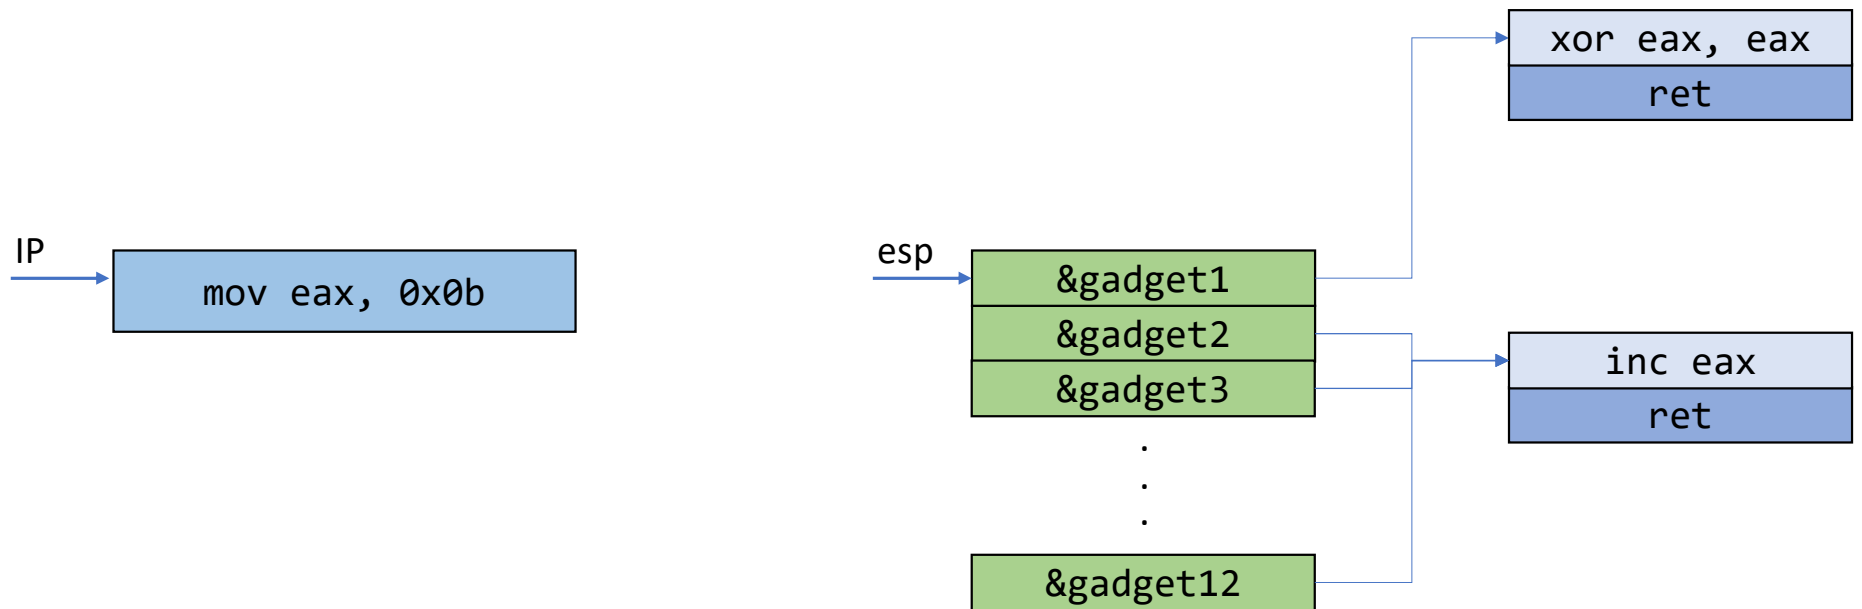 IP
mov eax, 0x0b
esp
&gadget1
&gadget2
&gadget3
.
.
.
&gadget12
xor eax, eax
ret
inc eax
ret